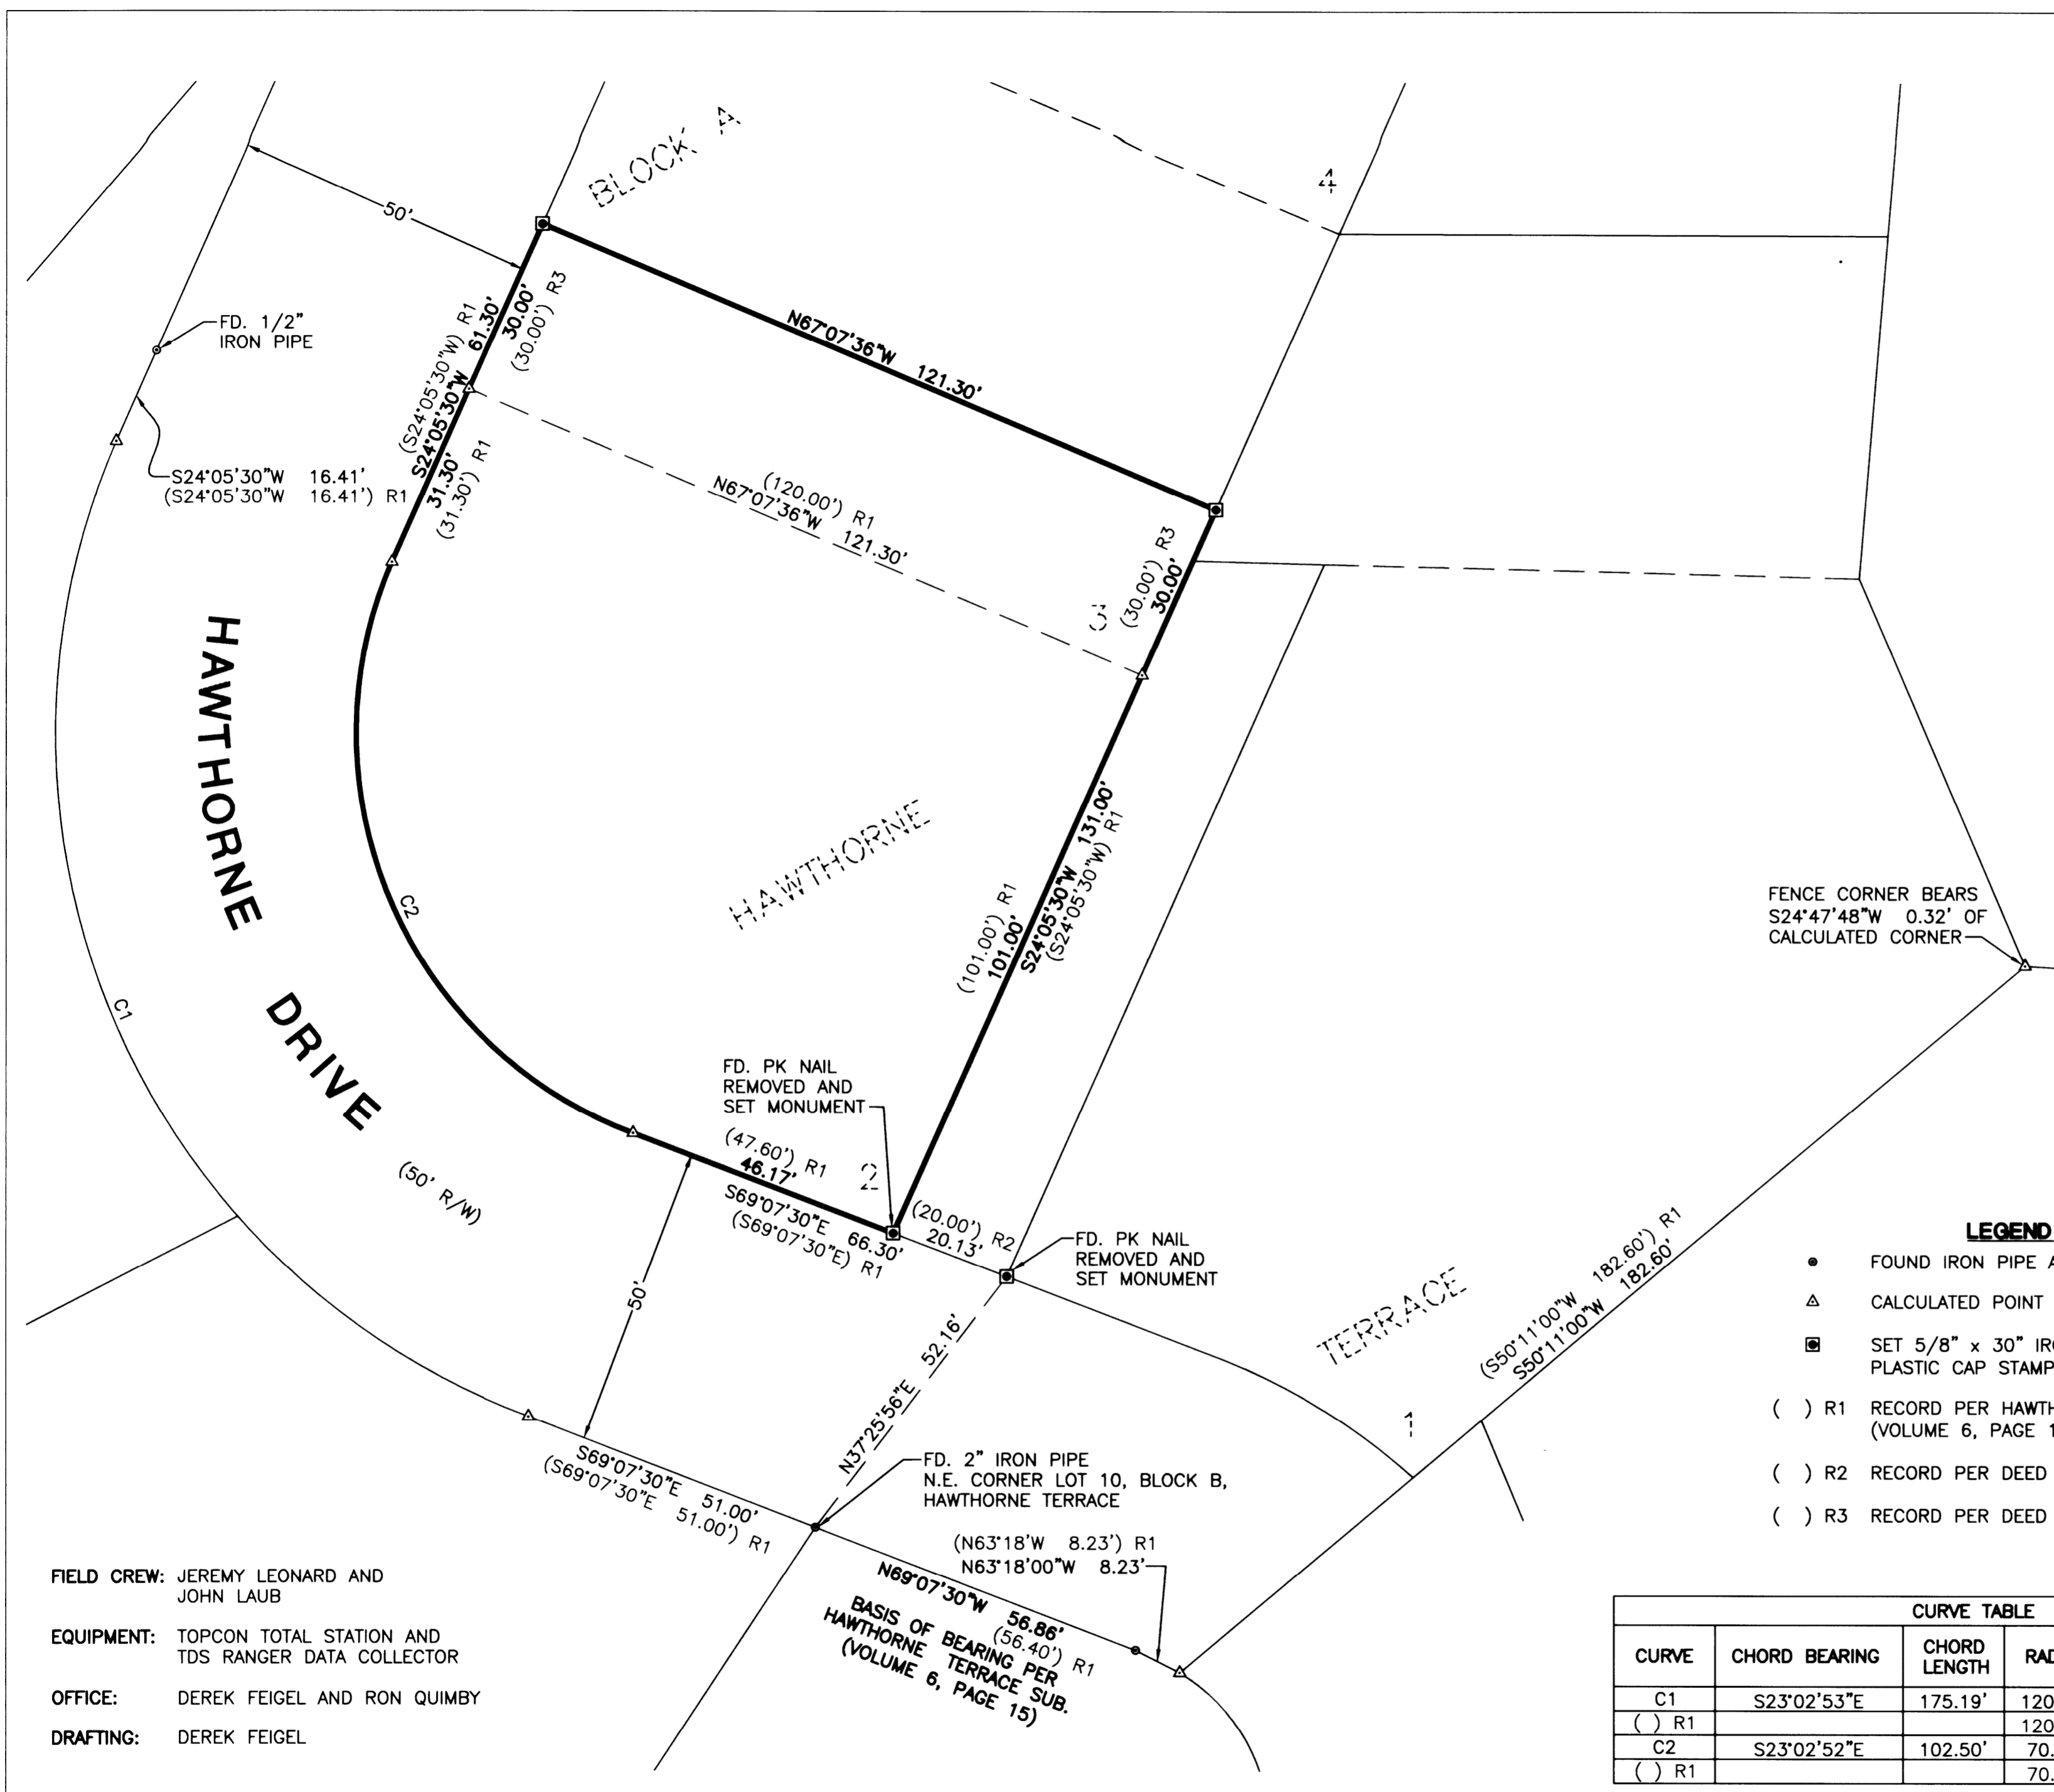 BLOCK A
4
50'
FD. 1/2"
IRON PIPE
(S24°05'30"W) R1
S24°05'30"W 61.30'
30.00'
(30.00') R3
31.30'
(31.30') R1
N67°07'36"W 121.30'
S24°05'30"W 16.41'
(S24°05'30"W 16.41') R1
(120.00') R1
N67°07'36"W 121.30'
3
(30.00') R3
30.00'
HAWTHORNE DRIVE
(50' R/W)
C2
C1
HAWTHORNE
(101.00') R1
101.00'
S24°05'30"W 131.00'
(S24°05'30"W) R1
FENCE CORNER BEARS
S24°47'48"W 0.32' OF
CALCULATED CORNER
FD. PK NAIL
REMOVED AND
SET MONUMENT
(47.60') R1
46.17'
2
S69°07'30"E 66.30'
(S69°07'30"E) R1
(20.00') R2
20.13'
FD. PK NAIL
REMOVED AND
SET MONUMENT
50'
TERRACE
1
(S50°11'00"W 182.60') R1
S50°11'00"W 182.60'
N37°25'56"E 52.16'
S69°07'30"E 51.00'
(S69°07'30"E 51.00') R1
FD. 2" IRON PIPE
N.E. CORNER LOT 10, BLOCK B,
HAWTHORNE TERRACE
(N63°18'W 8.23') R1
N63°18'00"W 8.23'
N69°07'30"W 56.86'
(56.40') R1
BASIS OF BEARING PER
HAWTHORNE TERRACE SUB.
(VOLUME 6, PAGE 15)
LEGEND
FOUND IRON PIPE
CALCULATED POINT
SET 5/8" x 30"
PLASTIC CAP
( ) R1 RECORD PER
(VOLUME 6, PAGE
( ) R2 RECORD PER DEED
( ) R3 RECORD PER DEED
FIELD CREW: JEREMY LEONARD AND
JOHN LAUB
EQUIPMENT: TOPCON TOTAL STATION AND
TDS RANGER DATA COLLECTOR
OFFICE: DEREK FEIGEL AND RON QUIMBY
DRAFTING: DEREK FEIGEL
CURVE TABLE
CURVE CHORD BEARING CHORD LENGTH
C1 S23°02'53"E 175.19' 120
( ) R1 120
C2 S23°02'52"E 102.50' 70.
( ) R1 70.